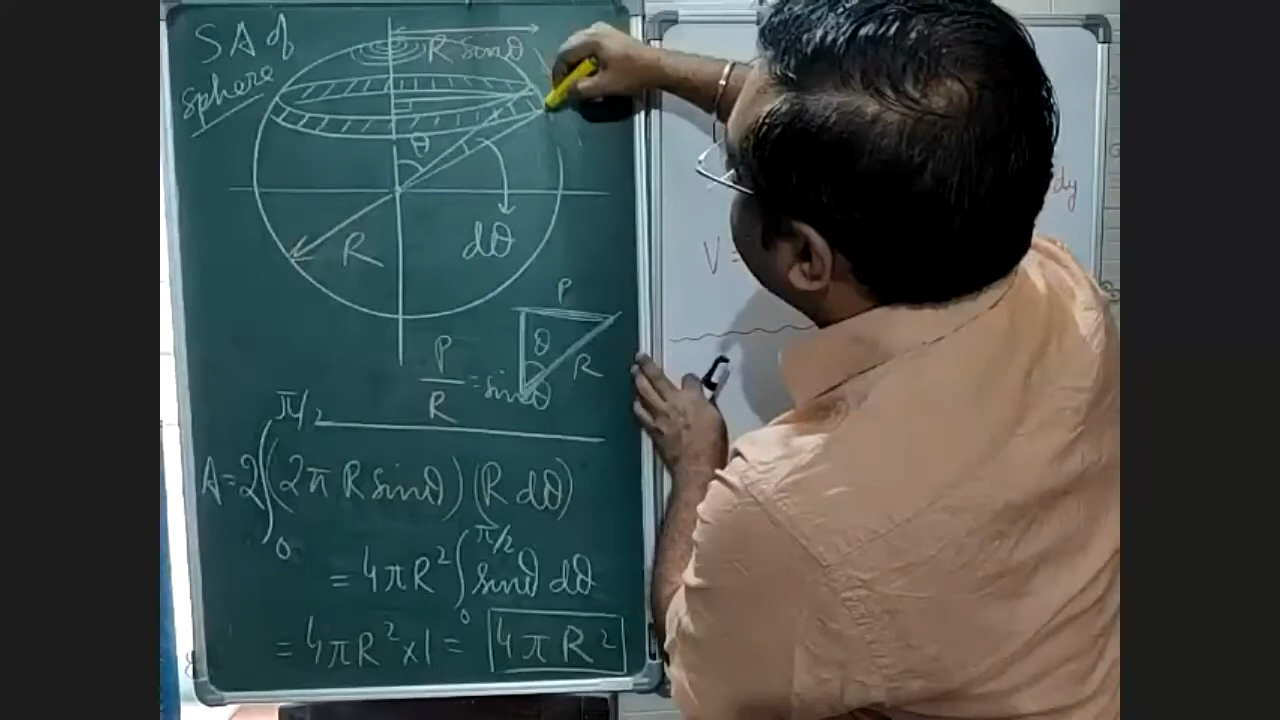 SA of
sphere
R sinθ
θ
R
dθ
P
θ
R
P/R = sinθ
A = 2 ∫₀^π/2 (2πR sinθ) (R dθ)
= 4πR² ∫₀^π/2 sinθ dθ
= 4πR² x 1 = 4πR²
dy
V =